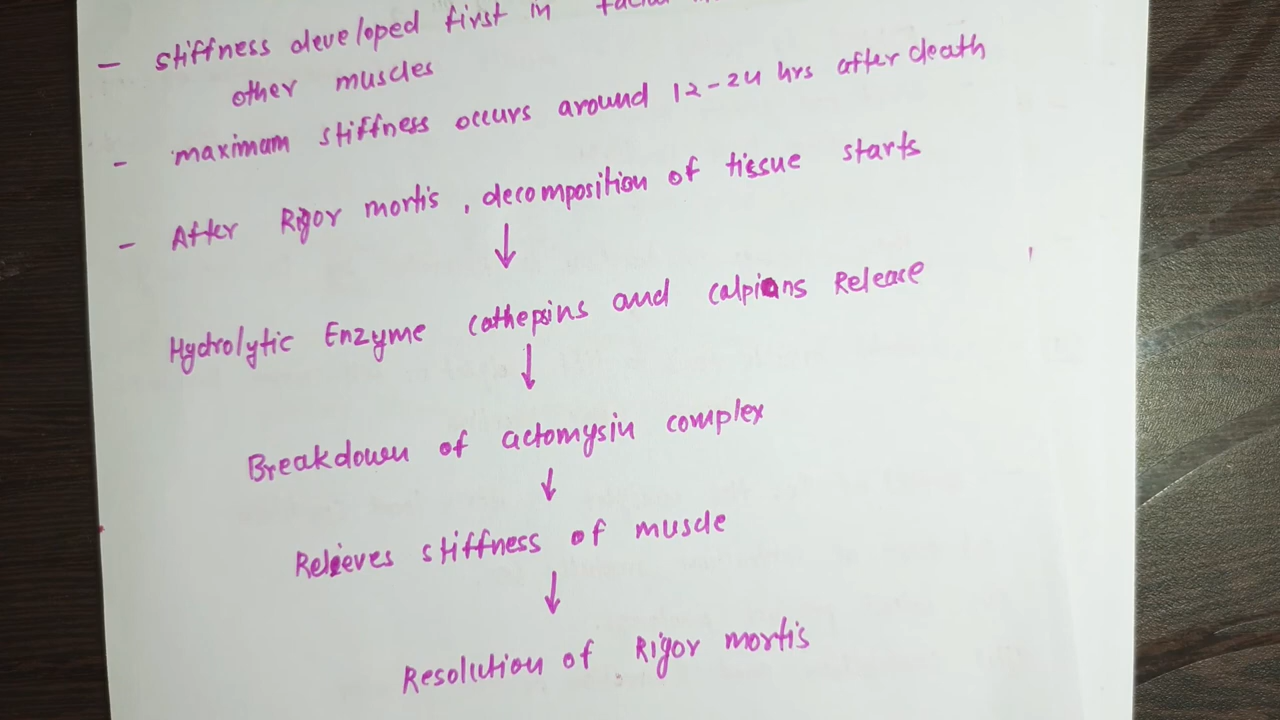 - stiffness developed first in facial
other muscles
- maximum stiffness occurs around 12-24 hrs after death
- After Rigor mortis, decomposition of tissue starts
↓
Hydrolytic Enzyme cathepsins and calpians Release
↓
Breakdown of actomysin complex
↓
Relieves stiffness of muscle
↓
Resolution of Rigor mortis